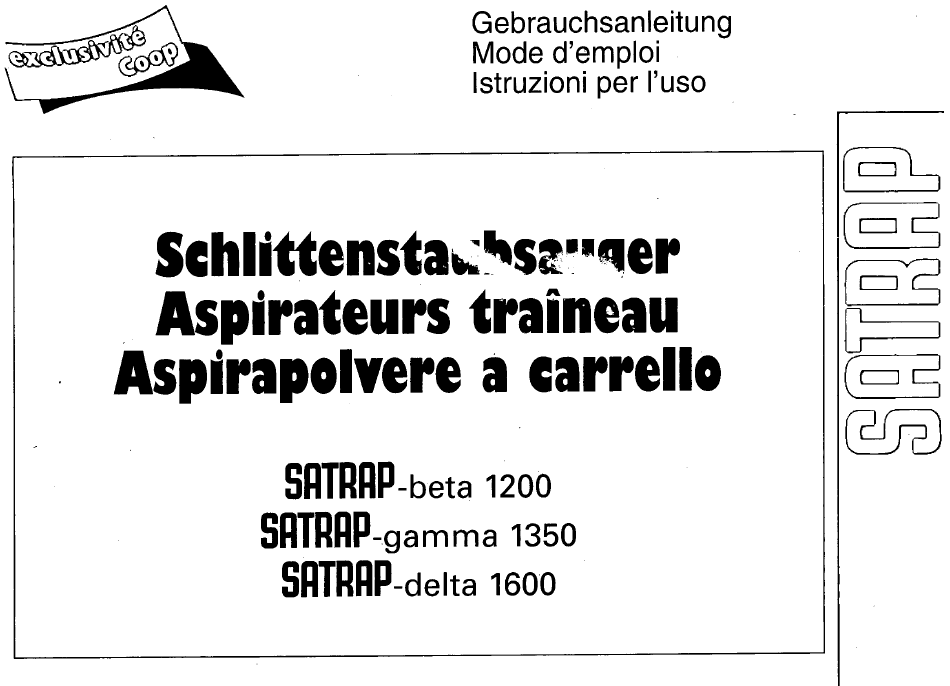 exclusivité
Coop
Gebrauchsanleitung
Mode d'emploi
Istruzioni per l'uso
SATRAP
Schlittenstaubsauger
Aspirateurs traîneau
Aspirapolvere a carrello
SATRAP-beta 1200
SATRAP-gamma 1350
SATRAP-delta 1600